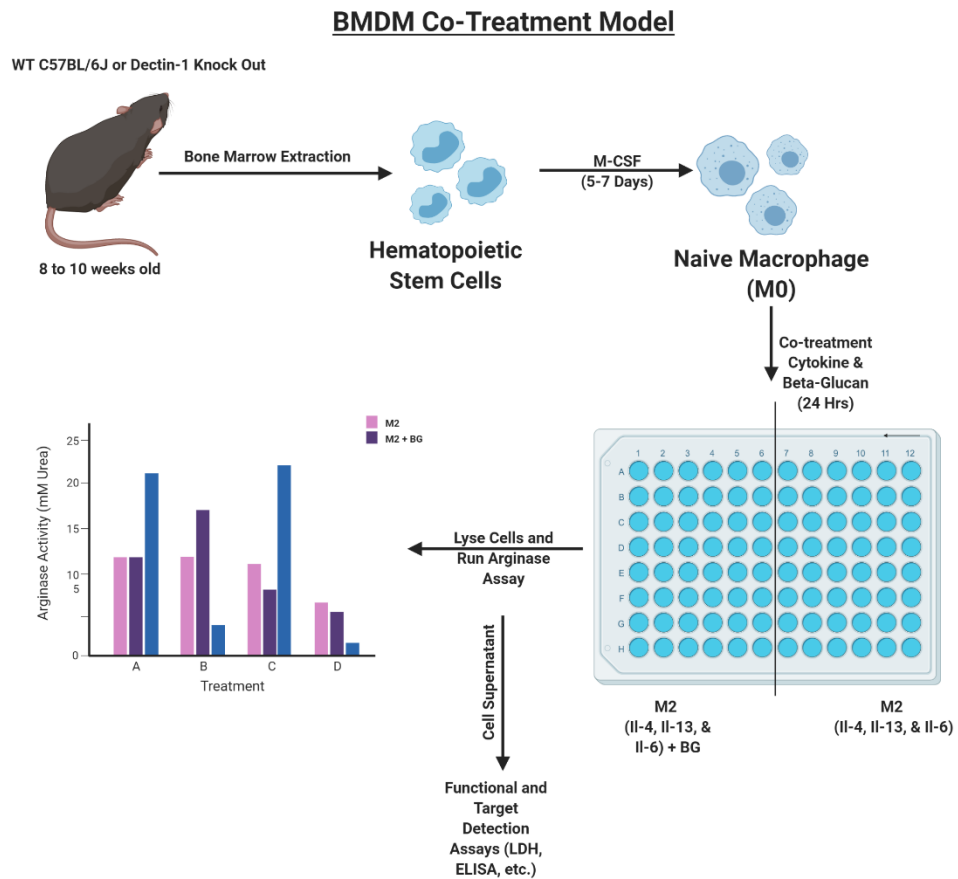 BMDM Co-Treatment Model
WT C57BL/6J or Dectin-1 Knock Out
8 to 10 weeks old
Bone Marrow Extraction
Hematopoietic
Stem Cells
M-CSF
(5-7 Days)
Naive Macrophage
(M0)
Co-treatment
Cytokine &
Beta-Glucan
(24 Hrs)
1 2 3 4 5 6 7 8 9 10 11 12
A
B
C
D
E
F
G
H
M2
(Il-4, Il-13, &
Il-6) + BG
M2
(Il-4, Il-13, & Il-6)
Lyse Cells and
Run Arginase
Assay
M2
M2 + BG
Arginase Activity (mM Urea)
25
20
15
10
5
0
A B C D
Treatment
Cell Supernatant
Functional and
Target
Detection
Assays (LDH,
ELISA, etc.)